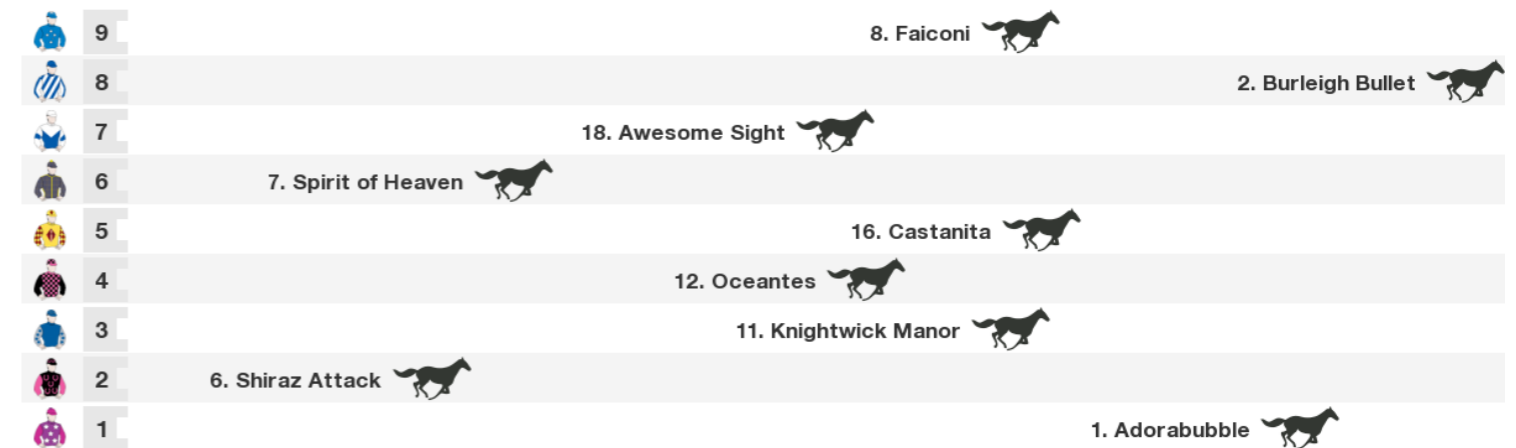 9 8. Faiconi
8 2. Burleigh Bullet
7 18. Awesome Sight
6 7. Spirit of Heaven
5 16. Castanita
4 12. Oceantes
3 11. Knightwick Manor
2 6. Shiraz Attack
1 1. Adorabubble